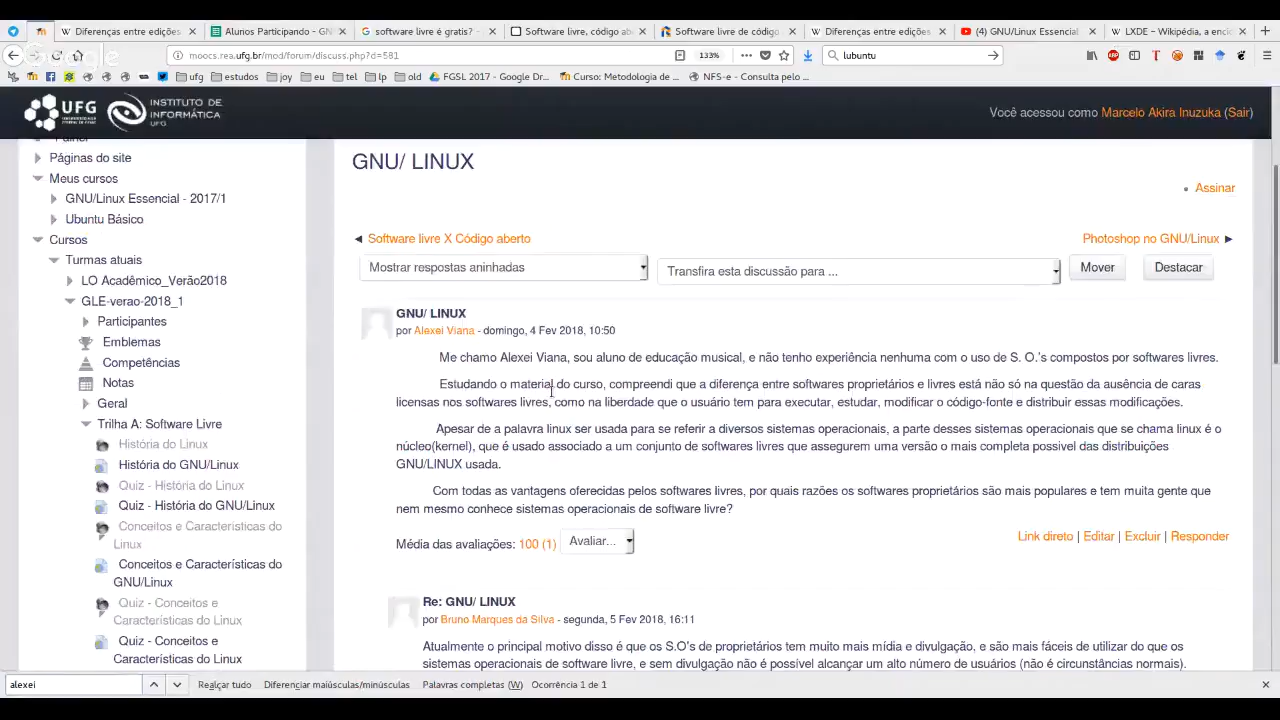 Diferenças entre edições
Alunos Participando - GN
software livre é gratis? -
Software livre, código ab
Software livre de código
Diferenças entre edições
(4) GNU/Linux Essencial
LXDE – Wikipédia, a encic
Google
moocs.rea.ufg.br/mod/forum/discuss.php?d=581
133%
lubuntu
ufg
estudos
jor
eu
tel
lp
old
FGSL 2017 - Google Dr...
Curso: Metodologia de ...
NFS-e - Consulta pelo ...
UFG
INSTITUTO DE
INFORMÁTICA
UFG
Você acessou como Marcelo Akira Inuzuka (Sair)
Painel
Páginas do site
Meus cursos
GNU/Linux Essencial - 2017/1
Ubuntu Básico
Cursos
Turmas atuais
LO Acadêmico_Verão2018
GLE-verao-2018_1
Participantes
Emblemas
Competências
Notas
Geral
Trilha A: Software Livre
História do Linux
História do GNU/Linux
Quiz - História do Linux
Quiz - História do GNU/Linux
Conceitos e Características do
Linux
Conceitos e Características do
GNU/Linux
Quiz - Conceitos e
Características do Linux
Quiz - Conceitos e
Características do Linux
GNU/ LINUX
Assinar
◄ Software livre X Código aberto
Photoshop no GNU/Linux ►
Mostrar respostas aninhadas
Transfira esta discussão para ...
Mover
Destacar
GNU/ LINUX
por Alexei Viana - domingo, 4 Fev 2018, 10:50
Me chamo Alexei Viana, sou aluno de educação musical, e não tenho experiência nenhuma com o uso de S. O.'s compostos por softwares livres.
Estudando o material do curso, compreendi que a diferença entre softwares proprietários e livres está não só na questão da ausência de caras
licensas nos softwares livres, como na liberdade que o usuário tem para executar, estudar, modificar o código-fonte e distribuir essas modificações.
Apesar de a palavra linux ser usada para se referir a diversos sistemas operacionais, a parte desses sistemas operacionais que se chama linux é o
núcleo(kernel), que é usado associado a um conjunto de softwares livres que assegurem uma versão o mais completa possivel das distribuições
GNU/LINUX usada.
Com todas as vantagens oferecidas pelos softwares livres, por quais razões os softwares proprietários são mais populares e tem muita gente que
nem mesmo conhece sistemas operacionais de software livre?
Média das avaliações: 100 (1)
Avaliar...
Link direto | Editar | Excluir | Responder
Re: GNU/ LINUX
por Bruno Marques da Silva - segunda, 5 Fev 2018, 16:11
Atualmente o principal motivo disso é que os S.O's de proprietários tem muito mais mídia e divulgação, e são mais fáceis de utilizar do que os
sistemas operacionais de software livre, e sem divulgação não é possível alcançar um alto número de usuários (não é circunstâncias normais).
alexei
Realçar tudo
Diferenciar maiúsculas/minúsculas
Palavras completas (W)
Ocorrência 1 de 1